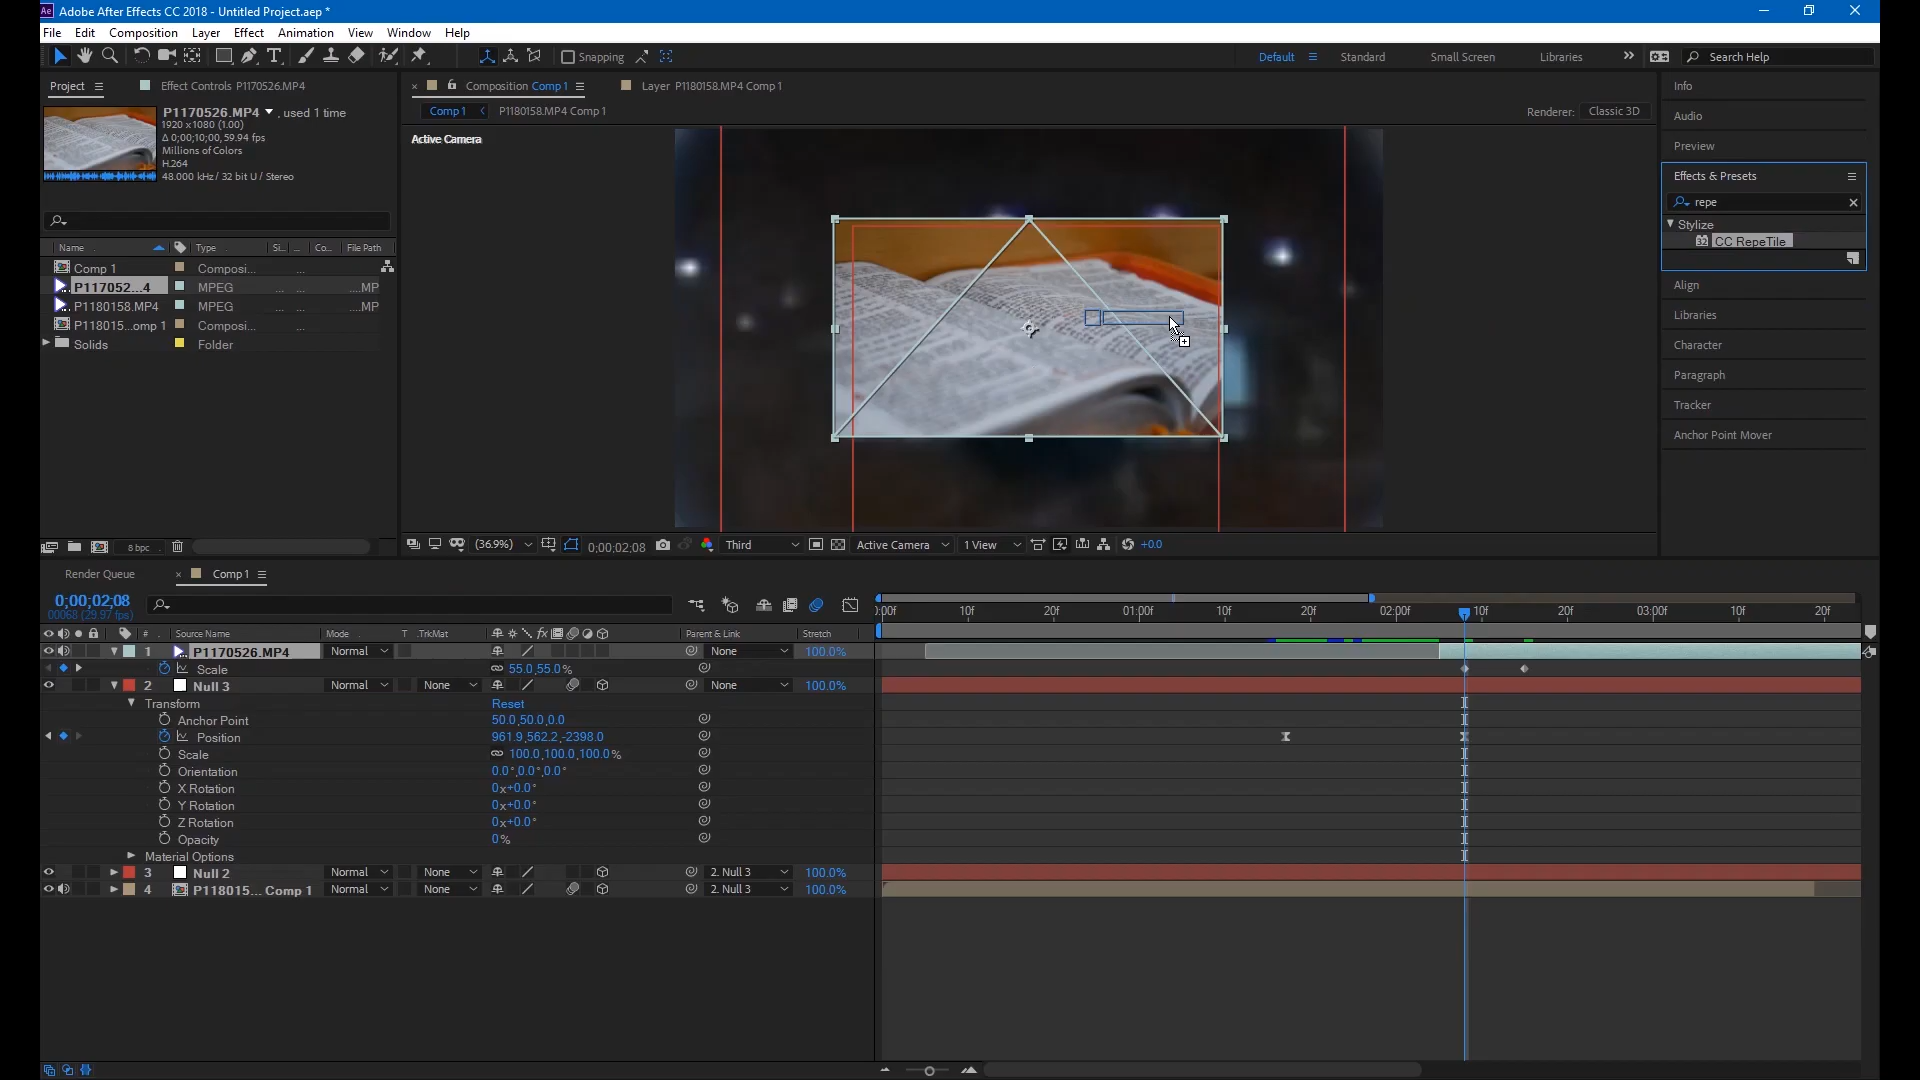 Ae Adobe After Effects CC 2018 - Untitled Project.aep *
File Edit Composition Layer Effect Animation View Window Help
Snapping Default Standard Small Screen Libraries Search Help
Project Effect Controls P1170526.MP4 Composition Comp 1 Layer P1180158.MP4 Comp 1
P1170526.MP4 , used 1 time
1920 x1080 (1.00)
Δ 0;00;10;00, 59.94 fps
Millions of Colors
H.264
48.000 kHz / 32 bit U / Stereo
Comp 1 P1180158.MP4 Comp 1 Renderer: Classic 3D
Active Camera
Name Type Si... ... Co... File Path
Comp 1 Composi... ...
P117052...4 MPEG ... ... ....MP
P1180158.MP4 MPEG ... ... ....MP
P118015...omp 1 Composi... ...
Solids Folder
8 bpc
Info
Audio
Preview
Effects & Presets
repe
Stylize
32 CC RepeTile
Align
Libraries
Character
Paragraph
Tracker
Anchor Point Mover
(36.9%) 0;00;02;08 Third Active Camera 1 View +0.0
Render Queue Comp 1
0;00;02;08
00068 (29.97 fps)
):00f 10f 20f 01:00f 10f 20f 02:00f 10f 20f 03:00f 10f 20f
# Source Name Mode T .TrkMat fx Parent & Link Stretch
1 P1170526.MP4 Normal None 100.0%
Scale 55.0,55.0%
2 Null 3 Normal None None 100.0%
Transform Reset
Anchor Point 50.0,50.0,0.0
Position 961.9,562.2,-2398.0
Scale 100.0,100.0,100.0%
Orientation 0.0°,0.0°,0.0°
X Rotation 0x+0.0°
Y Rotation 0x+0.0°
Z Rotation 0x+0.0°
Opacity 0%
Material Options
3 Null 2 Normal None 2. Null 3 100.0%
4 P118015... Comp 1 Normal None 2. Null 3 100.0%